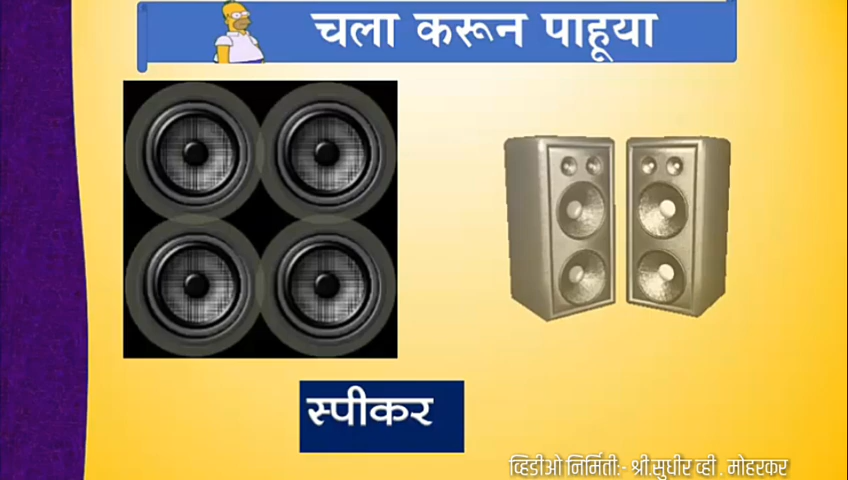 चला करून पाहूया
स्पीकर
व्हिडीओ निर्मिती:- श्री.सुधीर व्ही . मोहरकर